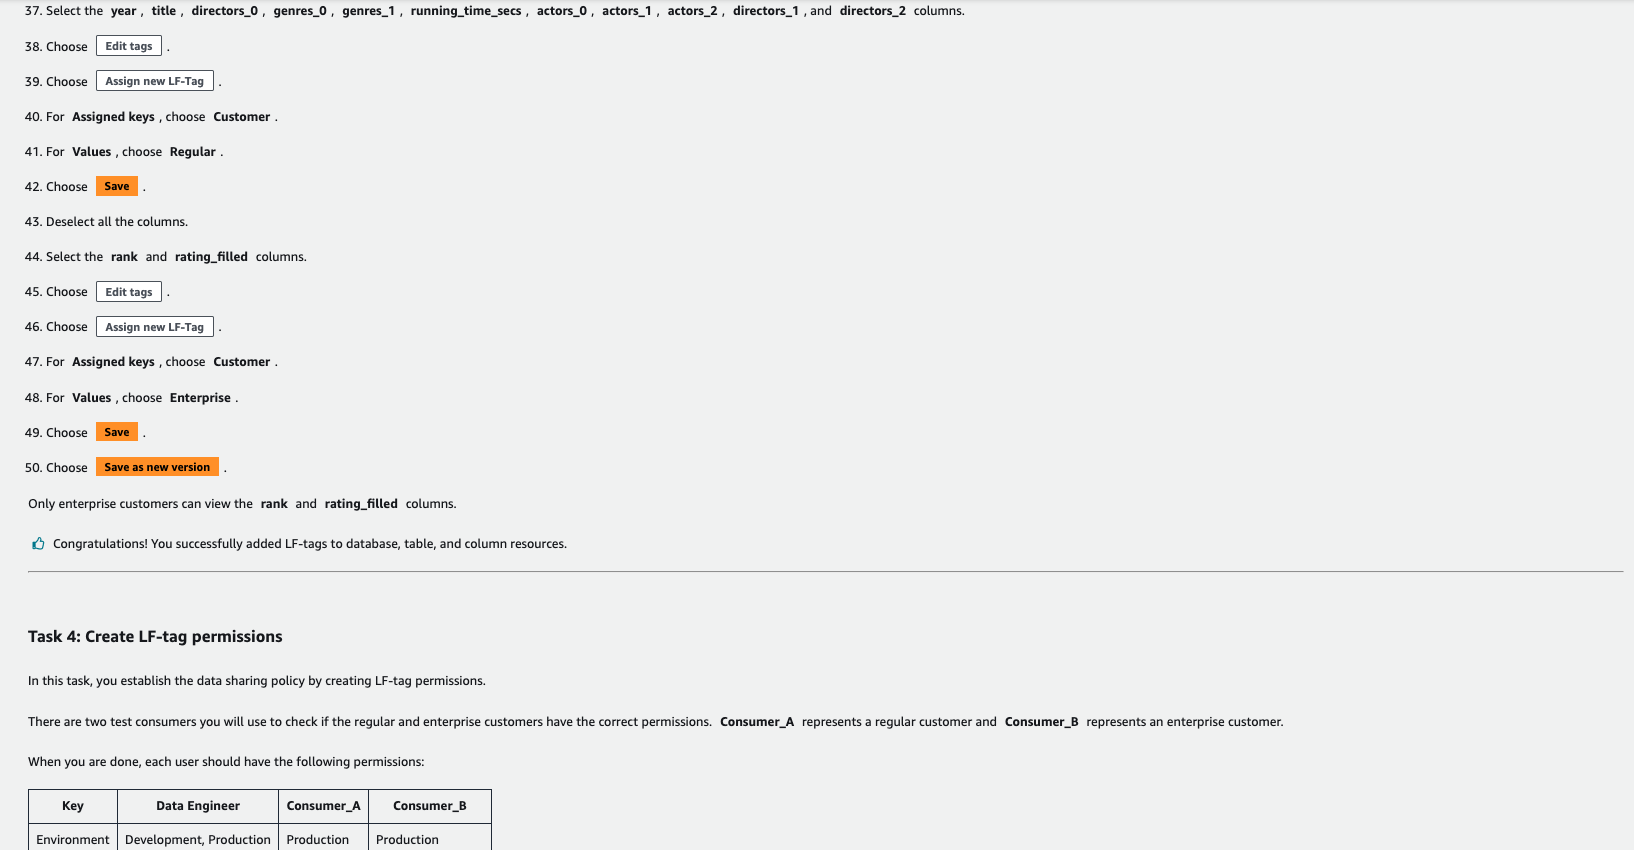 37. Select the year , title , directors_0 , genres_0 , genres_1 , running_time_secs , actors_0 , actors_1 , actors_2 , directors_1 , and directors_2 columns.
38. Choose Edit tags .
39. Choose Assign new LF-Tag .
40. For Assigned keys , choose Customer .
41. For Values , choose Regular .
42. Choose Save .
43. Deselect all the columns.
44. Select the rank and rating_filled columns.
45. Choose Edit tags .
46. Choose Assign new LF-Tag .
47. For Assigned keys , choose Customer .
48. For Values , choose Enterprise .
49. Choose Save .
50. Choose Save as new version .
Only enterprise customers can view the rank and rating_filled columns.
Congratulations! You successfully added LF-tags to database, table, and column resources.
Task 4: Create LF-tag permissions
In this task, you establish the data sharing policy by creating LF-tag permissions.
There are two test consumers you will use to check if the regular and enterprise customers have the correct permissions. Consumer_A represents a regular customer and Consumer_B represents an enterprise customer.
When you are done, each user should have the following permissions:
Key Data Engineer Consumer_A Consumer_B
Environment Development, Production Production Production